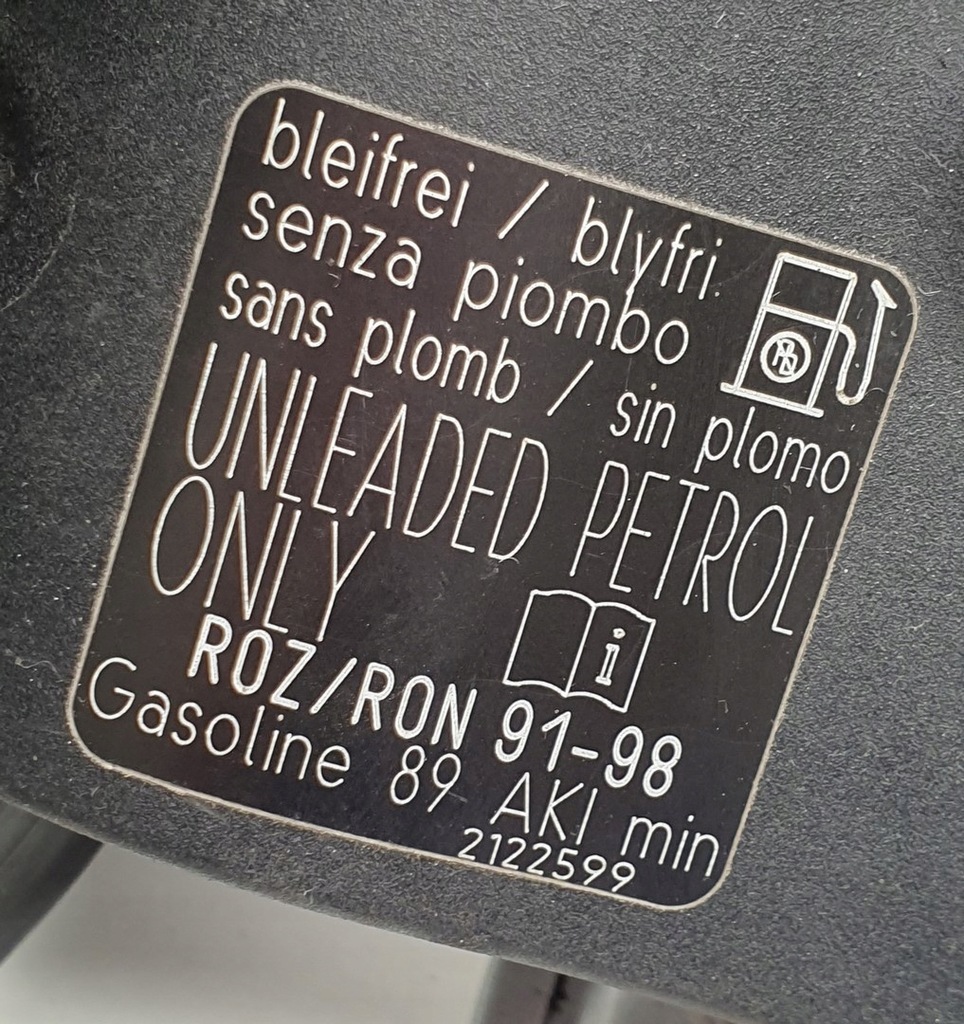 bleifrei / blyfri
senza piombo
sans plomb / sin plomo
UNLEADED PETROL
ONLY
i
ROZ/RON 91-98
Gasoline 89 AKI min
2122599